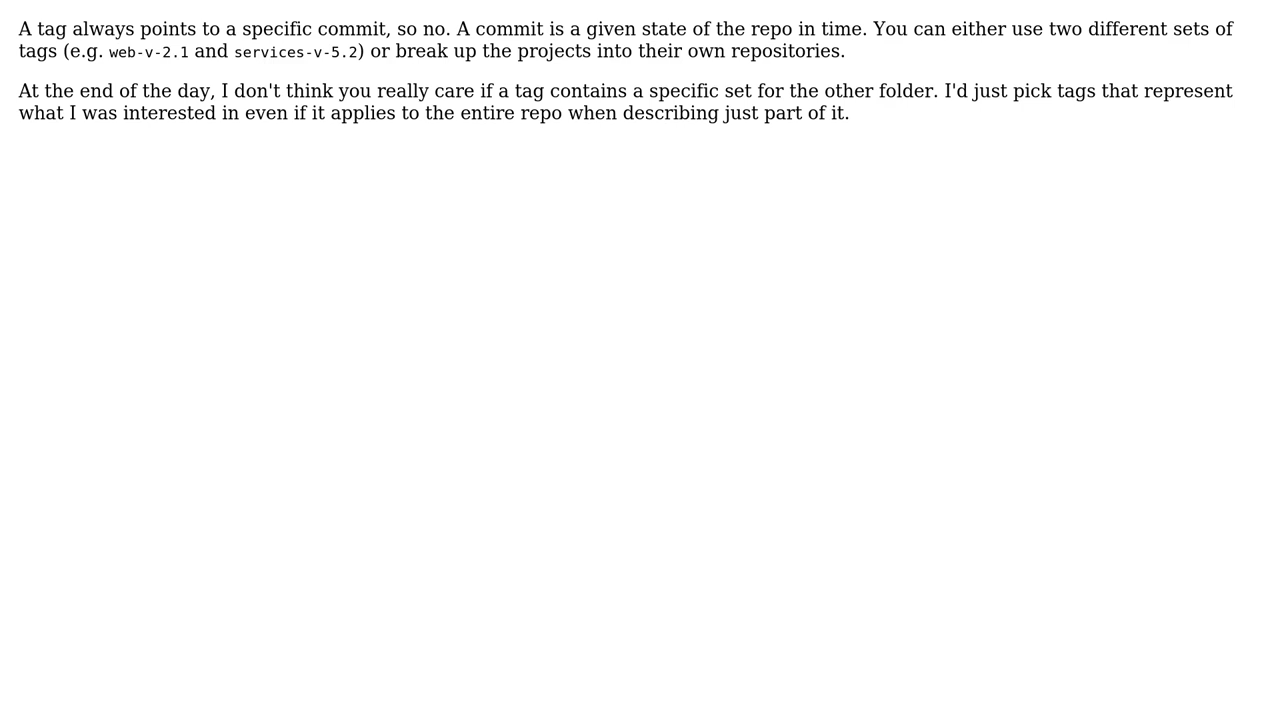 A tag always points to a specific commit, so no. A commit is a given state of the repo in time. You can either use two different sets of
tags (e.g. web-v-2.1 and services-v-5.2) or break up the projects into their own repositories.
At the end of the day, I don't think you really care if a tag contains a specific set for the other folder. I'd just pick tags that represent
what I was interested in even if it applies to the entire repo when describing just part of it.